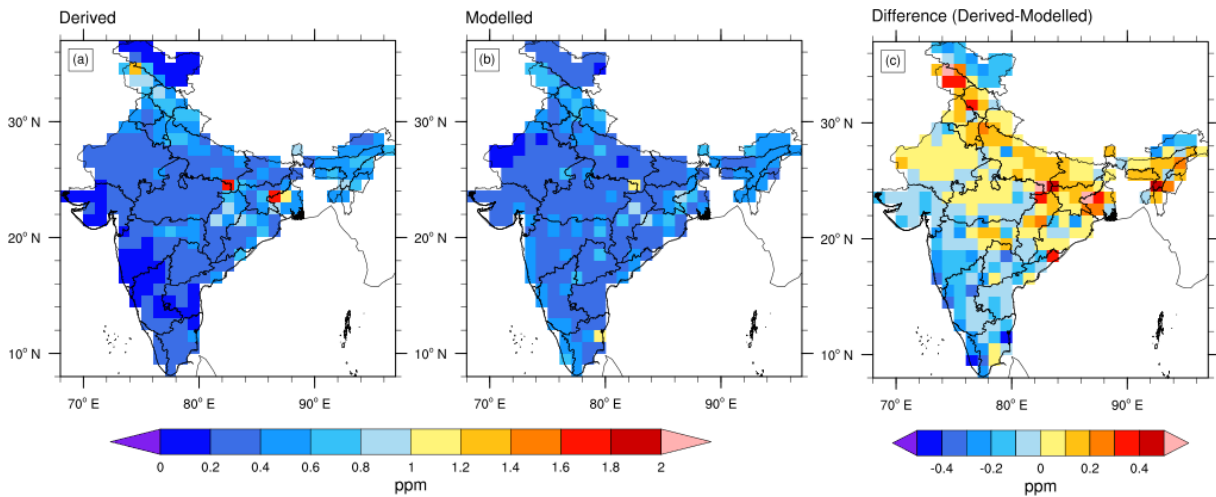 Derived
Modelled
Difference (Derived-Modelled)
(a)
(b)
(c)
30° N
20° N
10° N
30° N
20° N
10° N
30° N
20° N
10° N
70° E
80° E
90° E
70° E
80° E
90° E
70° E
80° E
90° E
0
0.2
0.4
0.6
0.8
1
1.2
1.4
1.6
1.8
2
ppm
-0.4
-0.2
0
0.2
0.4
ppm